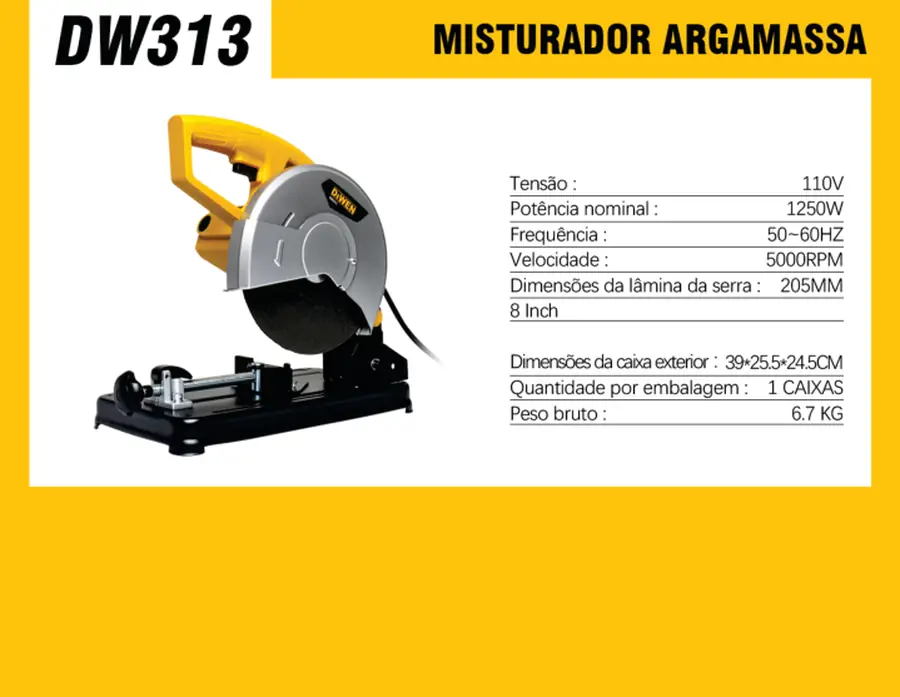 DW313
MISTURADOR ARGAMASSA
DiWEN
Tensão : 110V
Potência nominal : 1250W
Frequência : 50~60HZ
Velocidade : 5000RPM
Dimensões da lâmina da serra : 205MM
8 Inch
Dimensões da caixa exterior : 39*25.5*24.5CM
Quantidade por embalagem : 1 CAIXAS
Peso bruto : 6.7 KG